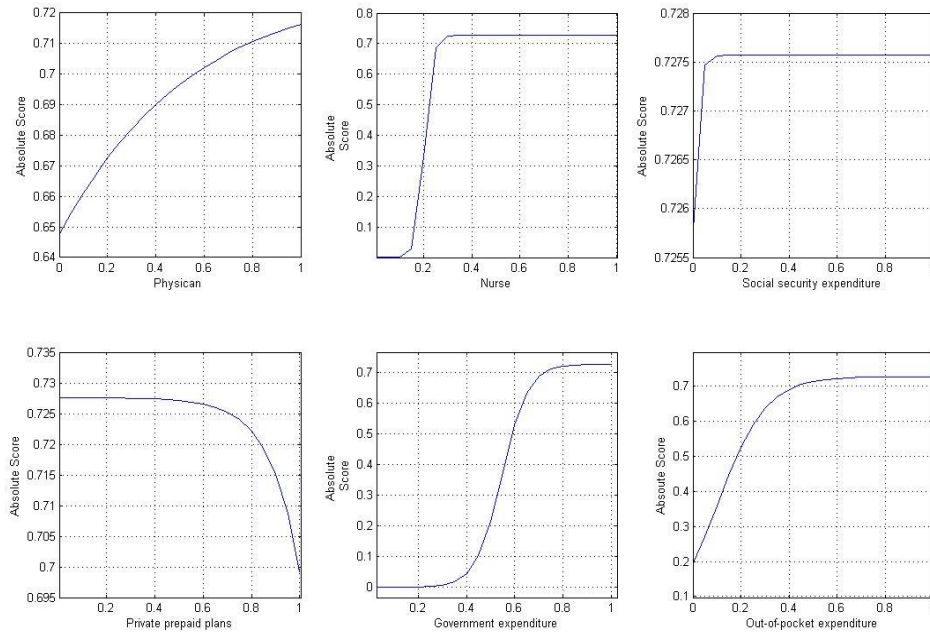 0.72
0.71
0.7
0.69
0.68
0.67
0.66
0.65
0.64
Absolute Score
0 0.2 0.4 0.6 0.8 1
Physican
0.8
0.7
0.6
0.5
0.4
0.3
0.2
0.1
Absolute
Score
0.2 0.4 0.6 0.8 1
Nurse
0.728
0.7275
0.727
0.7265
0.726
0.7255
Absolute Score
0 0.2 0.4 0.6 0.8
Social security expenditure
0.735
0.73
0.725
0.72
0.715
0.71
0.705
0.7
0.695
Absolute Score
0.2 0.4 0.6 0.8 1
Private prepaid plans
0.7
0.6
0.5
0.4
0.3
0.2
0.1
0
Absolute
Score
0.2 0.4 0.6 0.8 1
Government expenditure
0.7
0.6
0.5
0.4
0.3
0.2
0.1
Absoute Score
0 0.2 0.4 0.6 0.8
Out-of-pocket expenditure